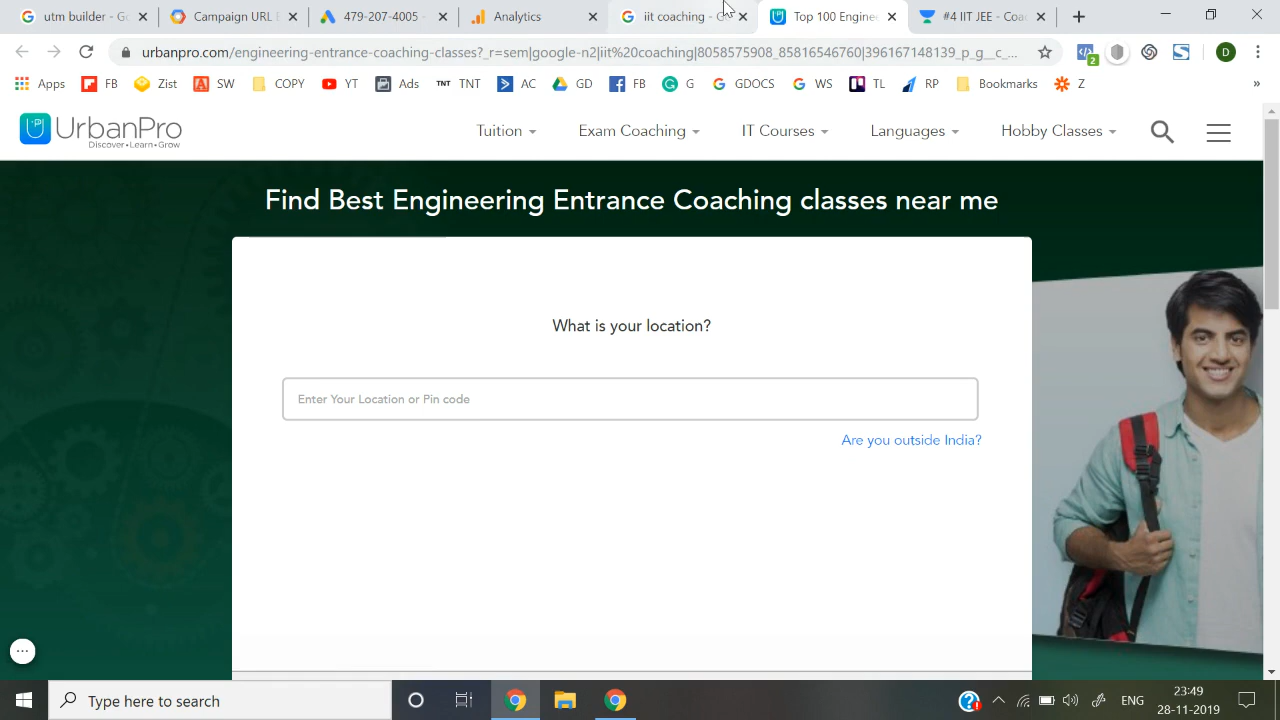 utm builder - Go
Campaign URL B
479-207-4005 -
Analytics
iit coaching - G
Top 100 Engine
#4 IIT JEE - Coac
urbanpro.com/engineering-entrance-coaching-classes?_r=sem|google-n2|iit%20coaching|8058575908_85816546760|396167148139_p_g__c_...
Apps
FB
Zist
SW
COPY
YT
Ads
TNT TNT
AC
GD
FB
G
GDOCS
WS
TL
RP
Bookmarks
Z
»
UrbanPro
Discover•Learn•Grow
Tuition
Exam Coaching
IT Courses
Languages
Hobby Classes
Find Best Engineering Entrance Coaching classes near me
What is your location?
Enter Your Location or Pin code
Are you outside India?
Type here to search
ENG
23:49
28-11-2019